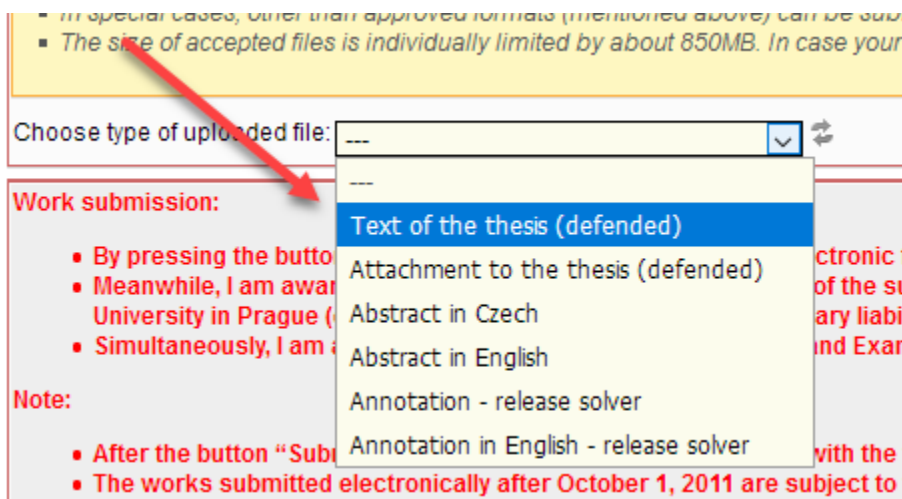 In special cases, other than approved formats (mentioned above) can be sub
The size of accepted files is individually limited by about 850MB. In case your
Choose type of uploaded file: ---
---
Text of the thesis (defended)
Attachment to the thesis (defended)
Abstract in Czech
Abstract in English
Annotation - release solver
Annotation in English - release solver
Work submission:
By pressing the butto ctronic
Meanwhile, I am awar of the su
University in Prague ( ary liabi
Simultaneously, I am a nd Exar
Note:
After the button “Subr with the
The works submitted electronically after October 1, 2011 are subject to